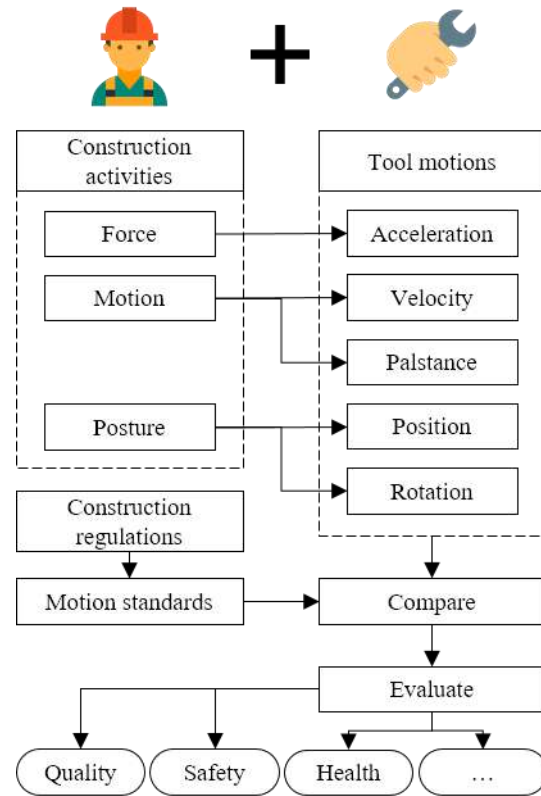 Construction
activities
Tool motions
Force
Acceleration
Motion
Velocity
Palstance
Posture
Position
Rotation
Construction
regulations
Motion standards
Compare
Evaluate
Quality
Safety
Health
...